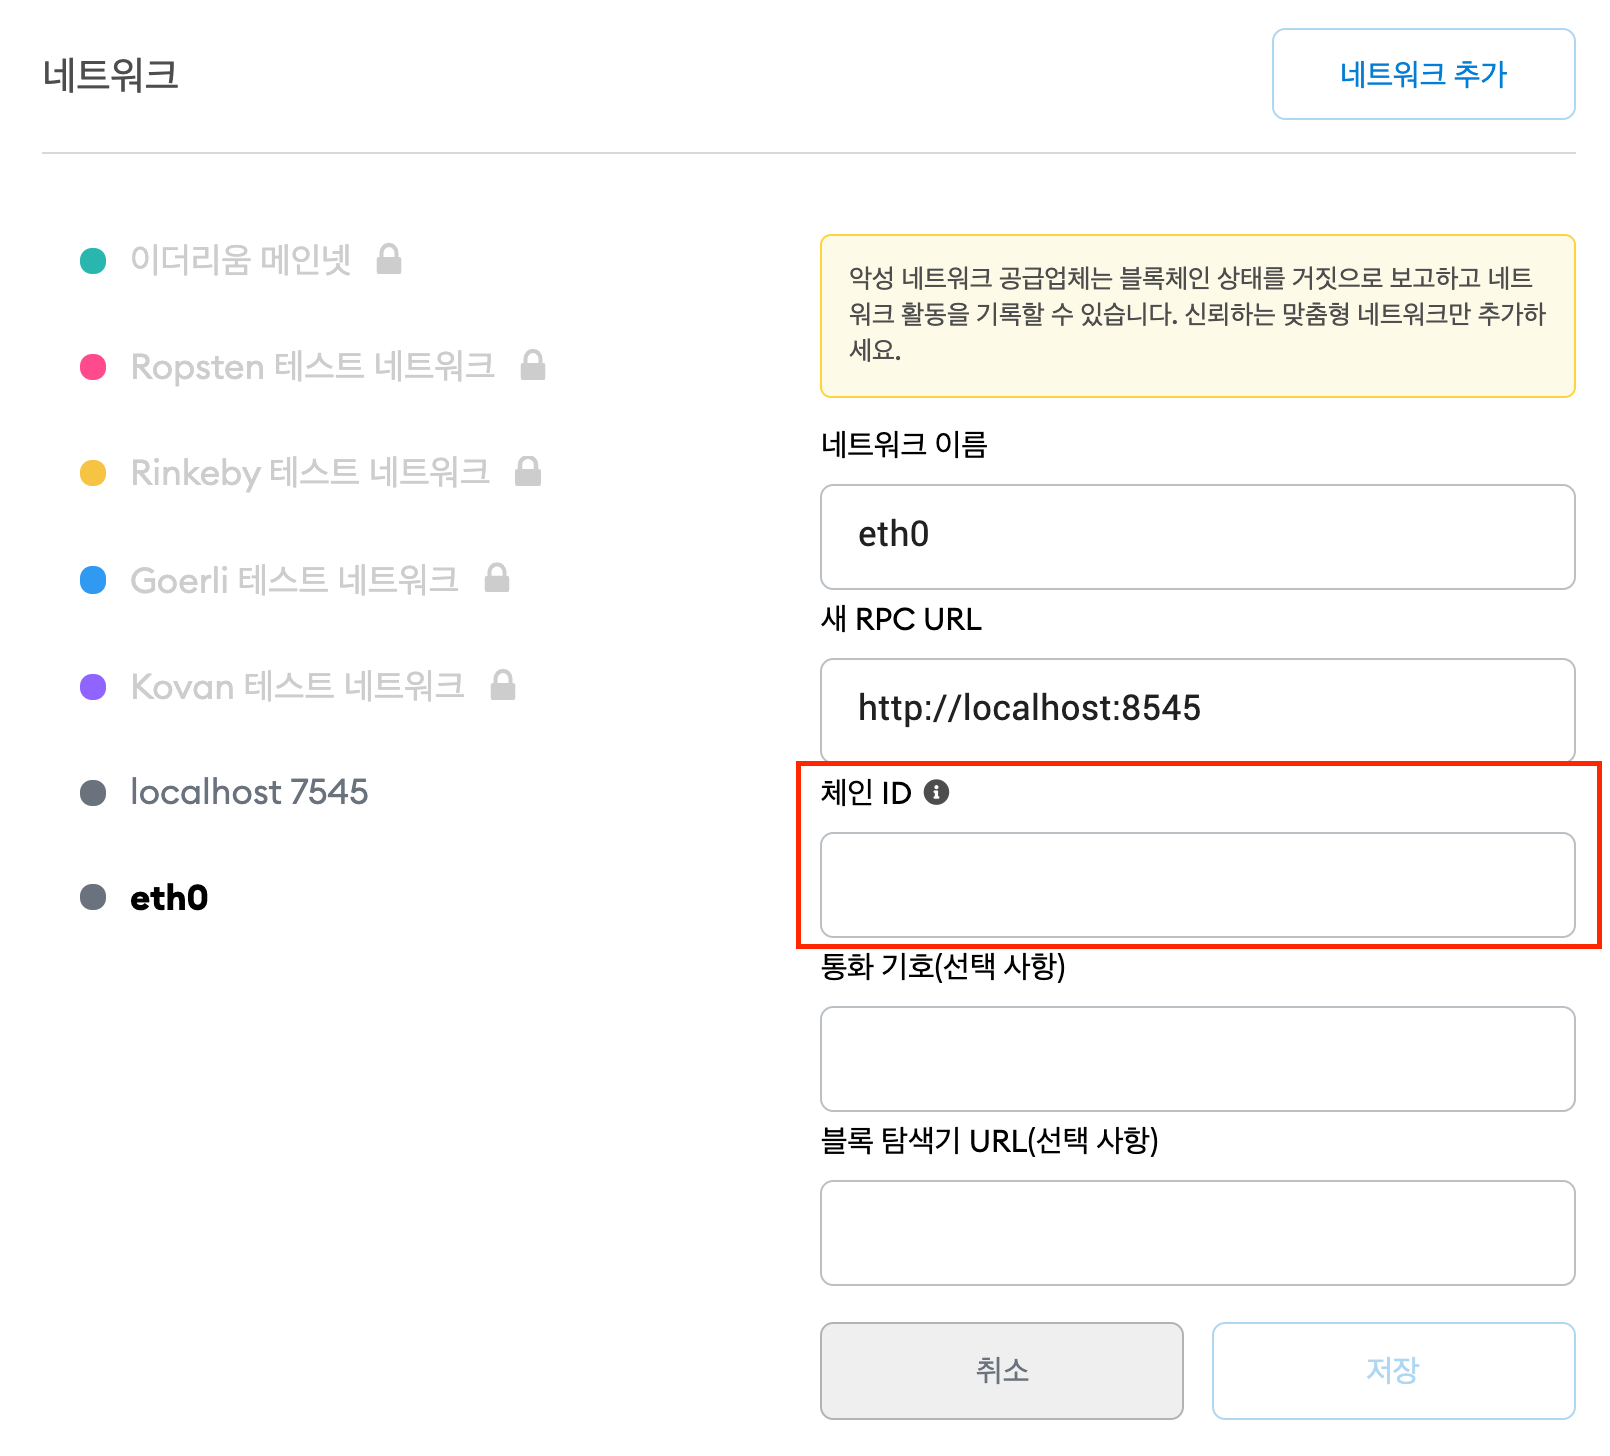 네트워크
네트워크 추가
이더리움 메인넷
Ropsten 테스트 네트워크
Rinkeby 테스트 네트워크
Goerli 테스트 네트워크
Kovan 테스트 네트워크
localhost 7545
eth0
악성 네트워크 공급업체는 블록체인 상태를 거짓으로 보고하고 네트
워크 활동을 기록할 수 있습니다. 신뢰하는 맞춤형 네트워크만 추가하
세요.
네트워크 이름
eth0
새 RPC URL
http://localhost:8545
체인 ID
통화 기호(선택 사항)
블록 탐색기 URL(선택 사항)
취소
저장